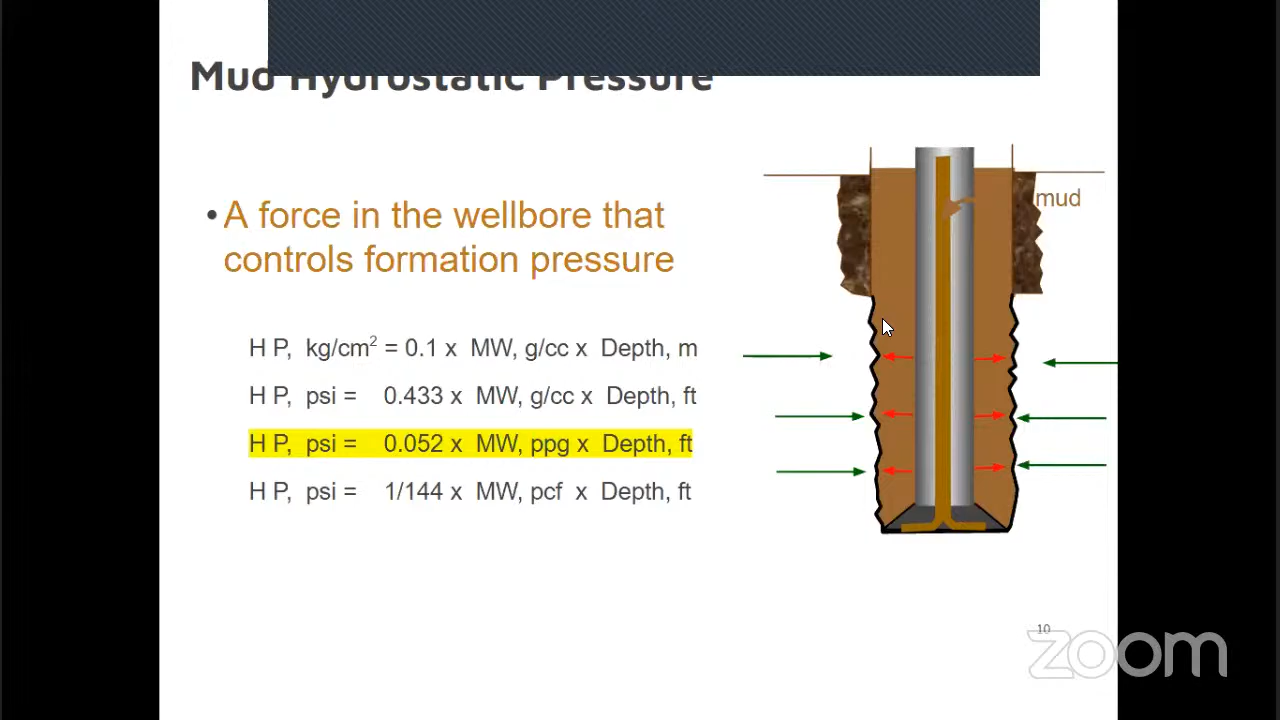 Mud Hydrostatic Pressure
• A force in the wellbore that
controls formation pressure
H P, kg/cm² = 0.1 x MW, g/cc x Depth, m
H P, psi = 0.433 x MW, g/cc x Depth, ft
H P, psi = 0.052 x MW, ppg x Depth, ft
H P, psi = 1/144 x MW, pcf x Depth, ft
mud
10
zoom